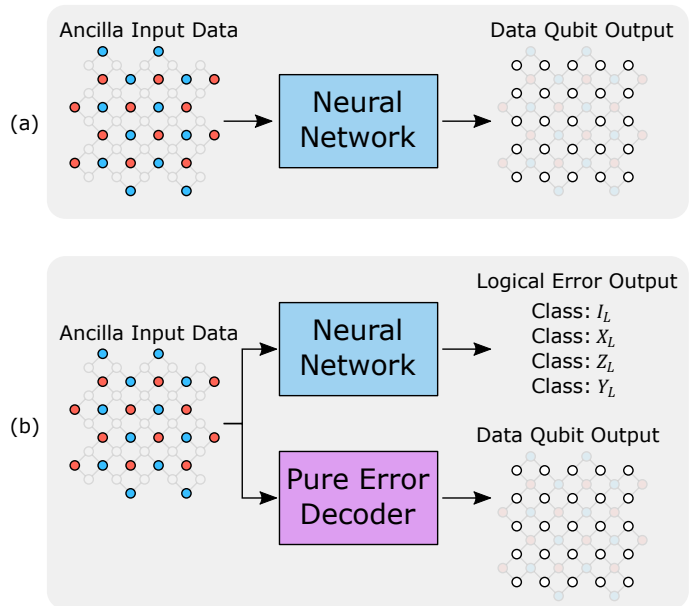 Ancilla Input Data
Data Qubit Output
(a)
Neural
Network
Logical Error Output
Class: I_L
Class: X_L
Class: Z_L
Class: Y_L
Ancilla Input Data
Neural
Network
(b)
Data Qubit Output
Pure Error
Decoder